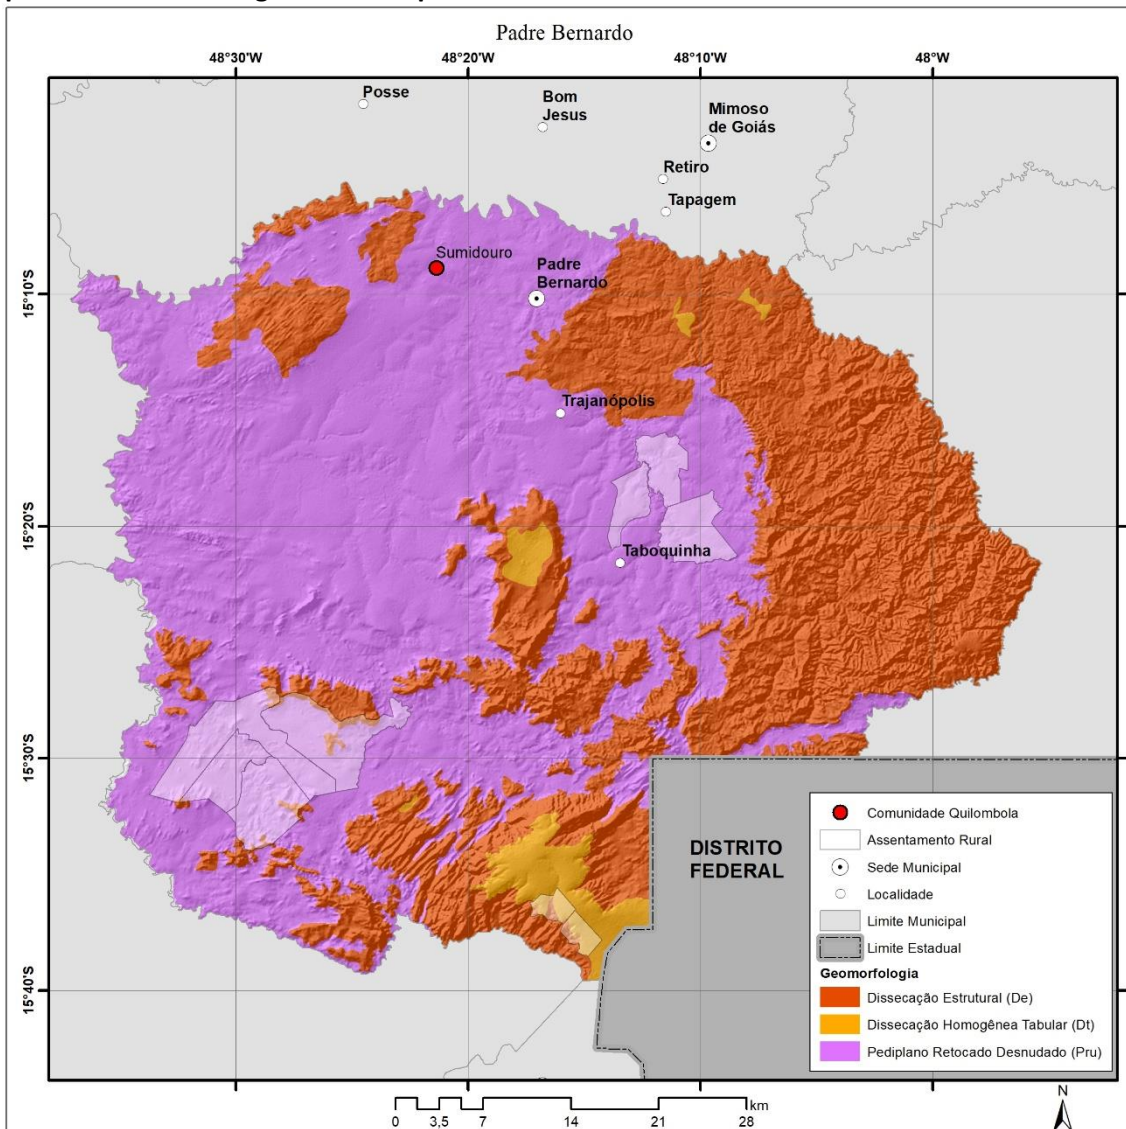 Padre Bernardo
48°30'W
48°20'W
48°10'W
48°W
Posse
Bom
Jesus
Mimoso
de Goiás
Retiro
Tapagem
Sumidouro
Padre
Bernardo
15°10'S
Trajanópolis
15°20'S
Taboquinha
15°30'S
DISTRITO
FEDERAL
15°40'S
Comunidade Quilombola
Assentamento Rural
Sede Municipal
Localidade
Limite Municipal
Limite Estadual
Geomorfologia
Dissecação Estrutural (De)
Dissecação Homogênea Tabular (Dt)
Pediplano Retocado Desnudado (Pru)
km
0 3,5 7 14 21 28
N